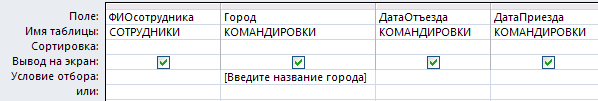 Поле: ФИОсотрудника Город ДатаОтъезда ДатаПриезда
Имя таблицы: СОТРУДНИКИ КОМАНДИРОВКИ КОМАНДИРОВКИ КОМАНДИРОВКИ
Сортировка:
Вывод на экран:
Условие отбора: [Введите название города]
или: